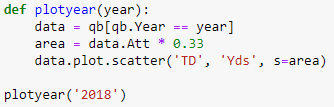 def plotyear(year):
    data = qb[qb.Year == year]
    area = data.Att * 0.33
    data.plot.scatter('TD', 'Yds', s=area)
plotyear('2018')